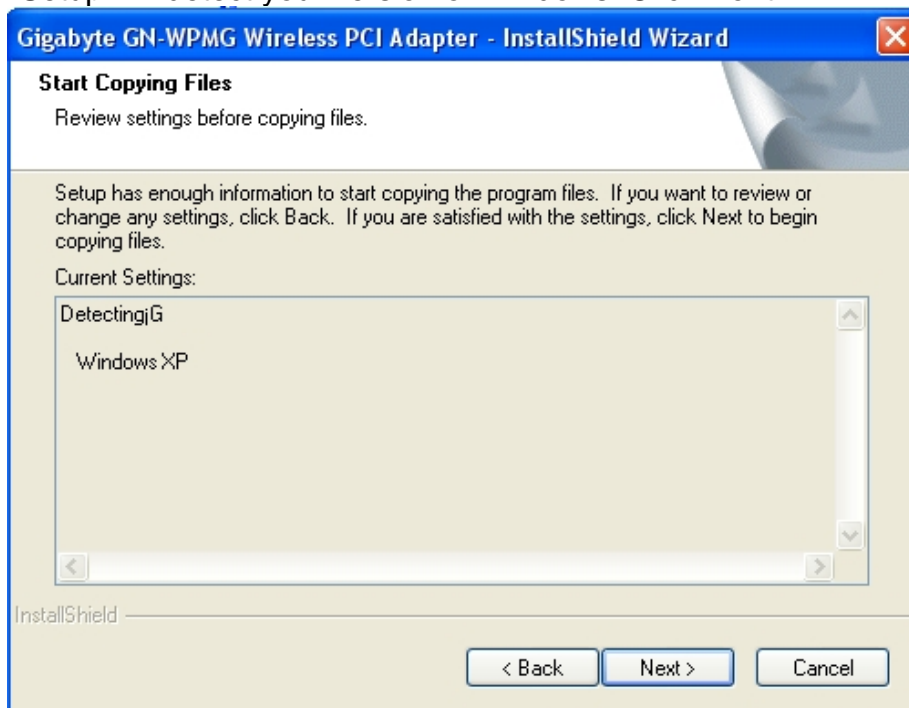 Gigabyte GN-WPMG Wireless PCI Adapter - InstallShield Wizard
Start Copying Files
Review settings before copying files.
Setup has enough information to start copying the program files. If you want to review or
change any settings, click Back. If you are satisfied with the settings, click Next to begin
copying files.
Current Settings:
Detecting¡G
Windows XP
InstallShield
< Back
Next >
Cancel